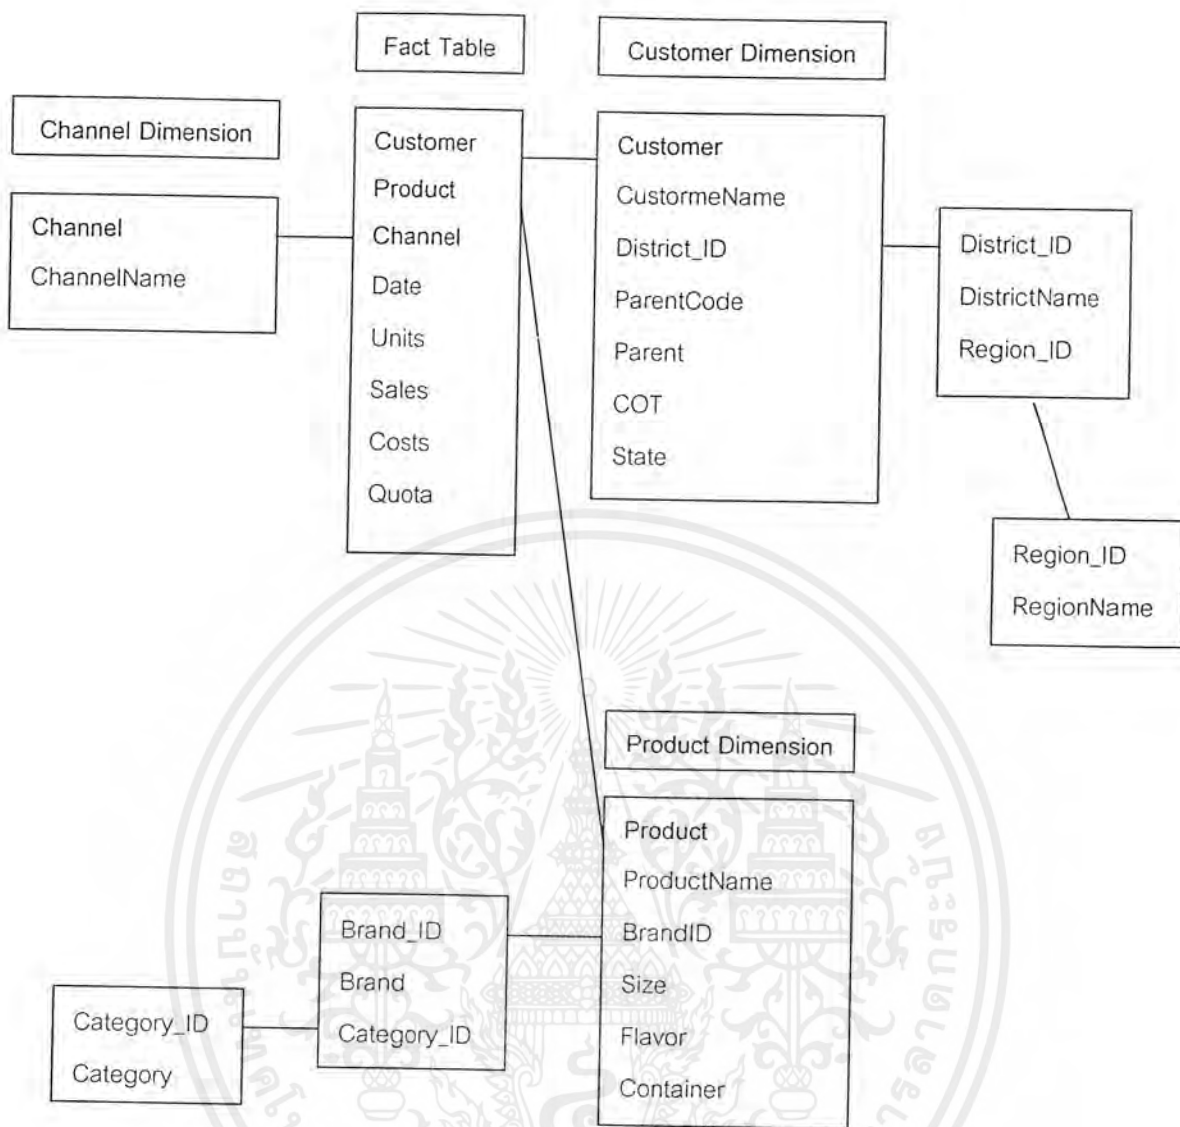 Fact Table
Customer Dimension
Channel Dimension
Channel
ChannelName
Customer
Product
Channel
Date
Units
Sales
Costs
Quota
Customer
CustormeName
District_ID
ParentCode
Parent
COT
State
District_ID
DistrictName
Region_ID
Region_ID
RegionName
Product Dimension
Product
ProductName
BrandID
Size
Flavor
Container
Brand_ID
Brand
Category_ID
Category_ID
Category